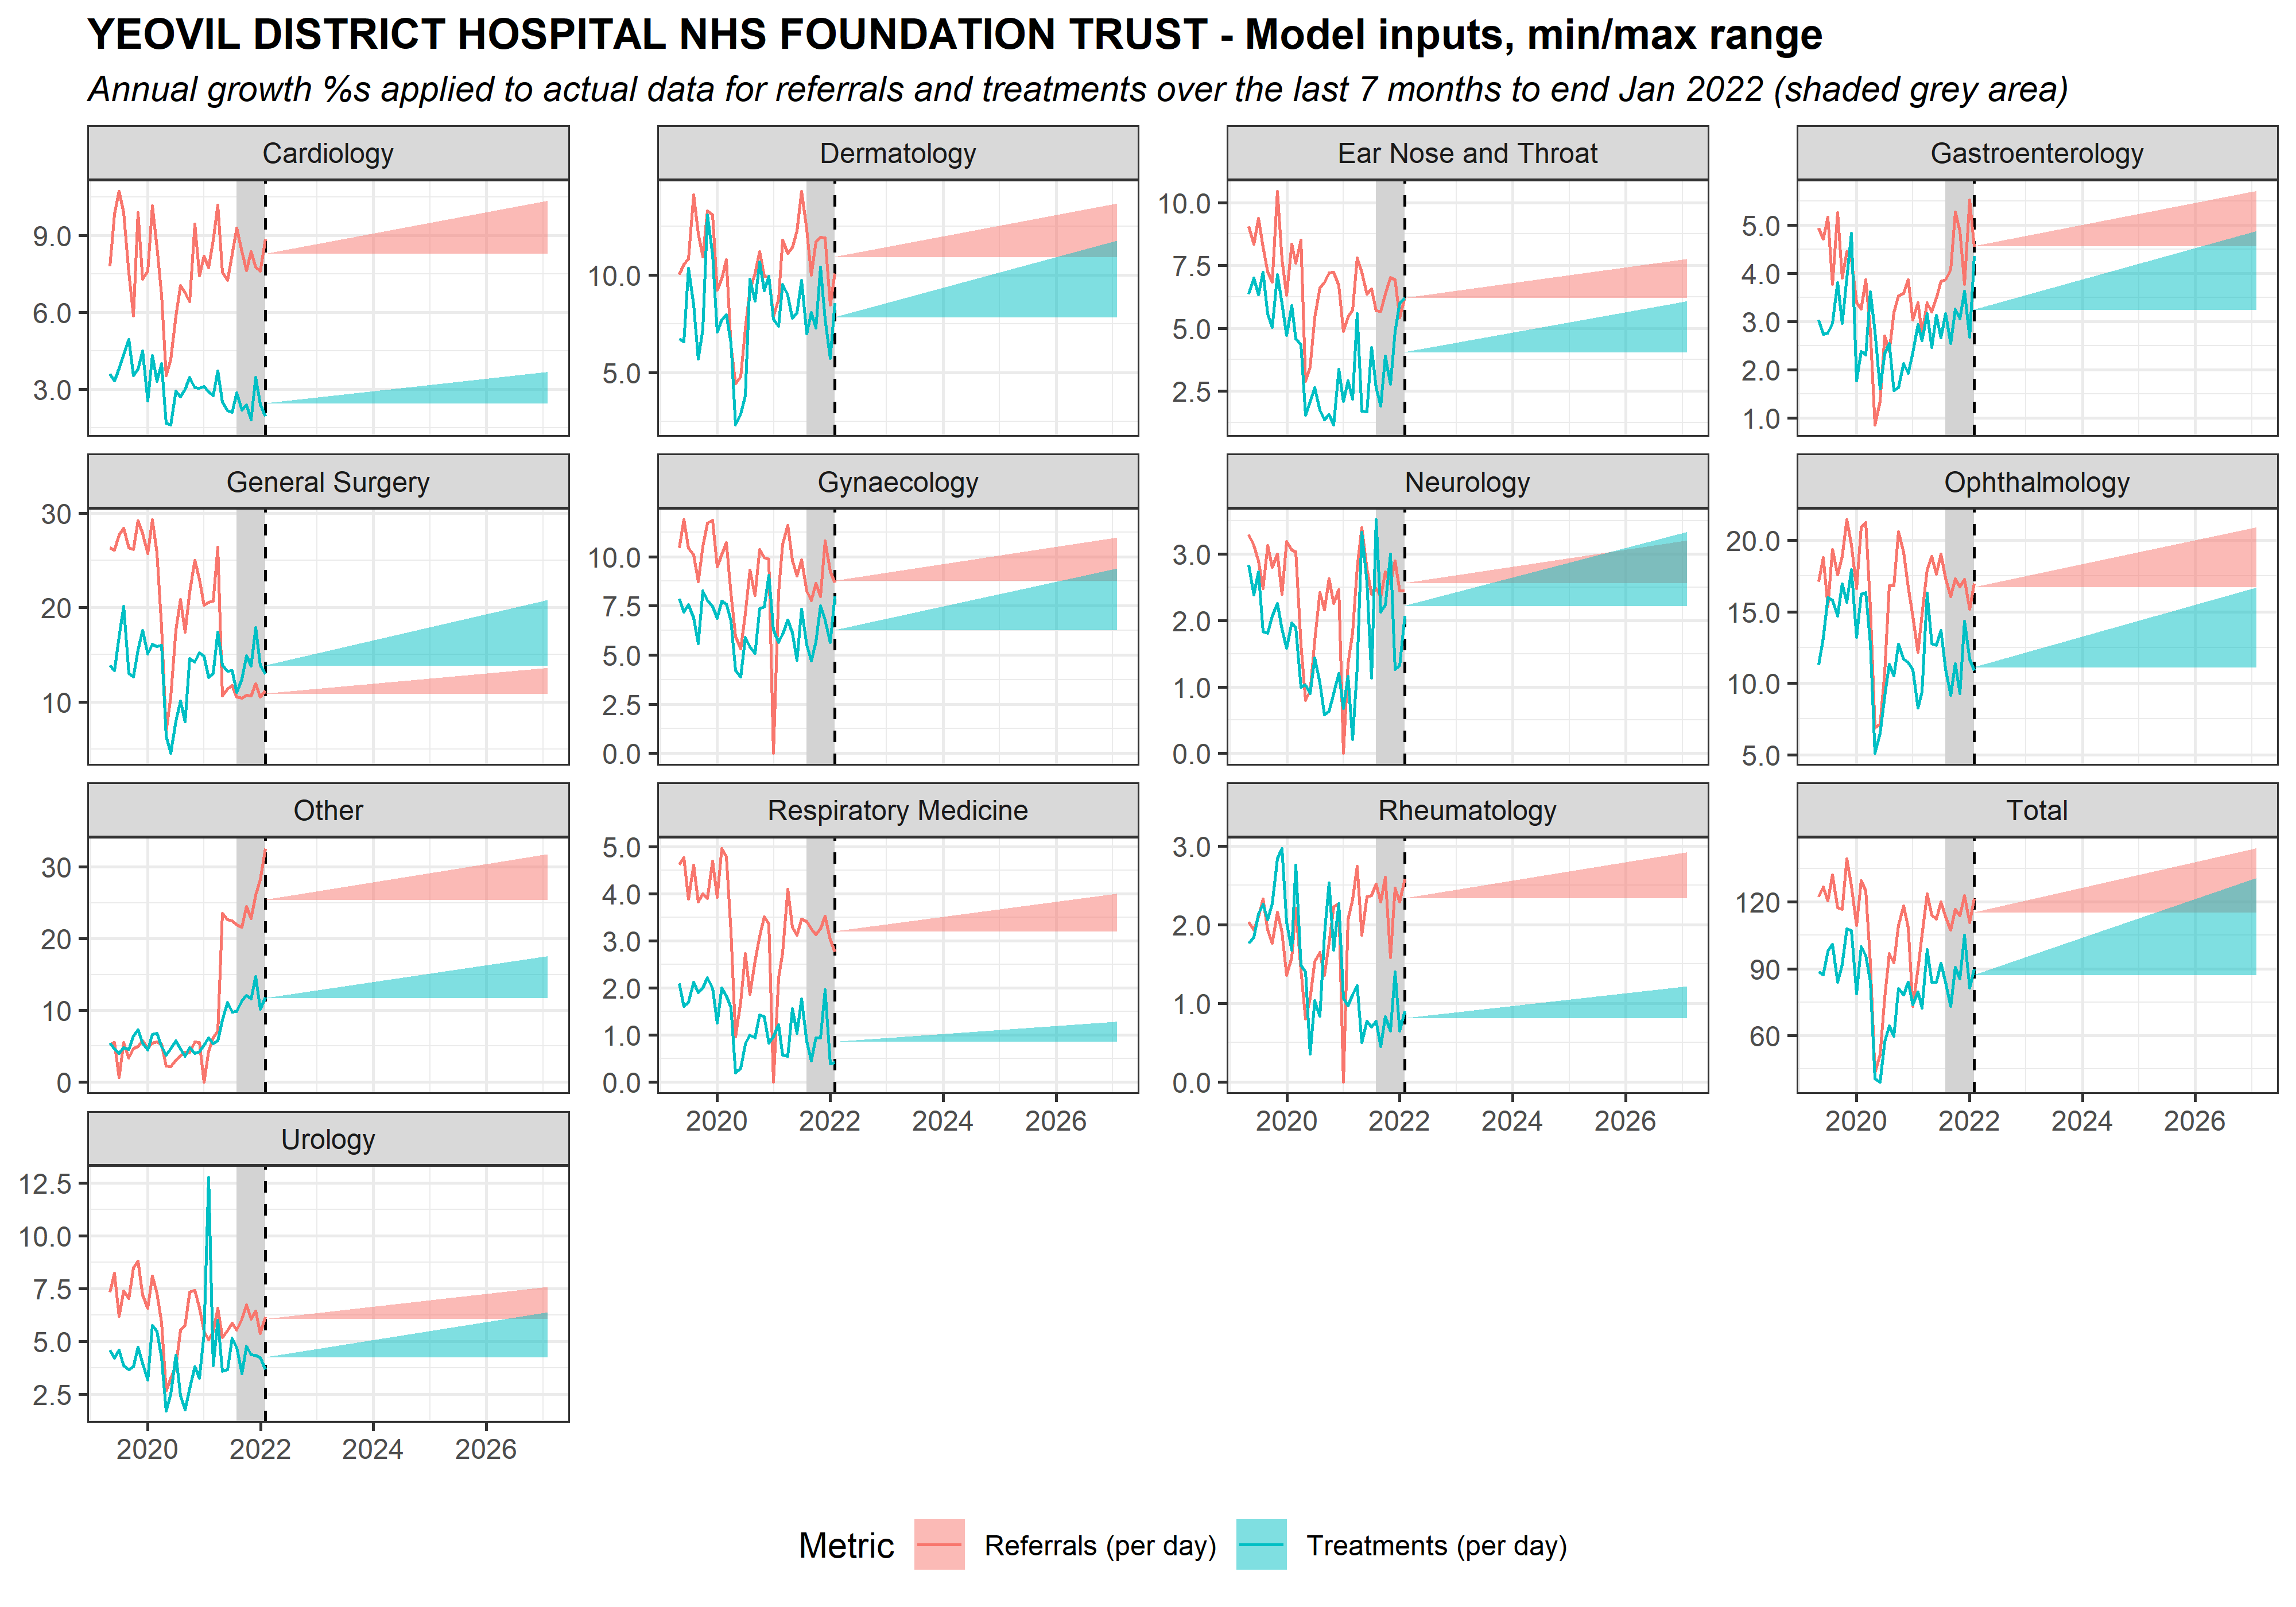 YEOVIL DISTRICT HOSPITAL NHS FOUNDATION TRUST - Model inputs, min/max range
Annual growth %s applied to actual data for referrals and treatments over the last 7 months to end Jan 2022 (shaded grey area)
Cardiology
9.0
6.0
3.0
Dermatology
10.0
5.0
Ear Nose and Throat
10.0
7.5
5.0
2.5
Gastroenterology
5.0
4.0
3.0
2.0
1.0
General Surgery
30
20
10
Gynaecology
10.0
7.5
5.0
2.5
0.0
Neurology
3.0
2.0
1.0
0.0
Ophthalmology
20.0
15.0
10.0
5.0
Other
30
20
10
0
Respiratory Medicine
5.0
4.0
3.0
2.0
1.0
0.0
2020 2022 2024 2026
Rheumatology
3.0
2.0
1.0
0.0
2020 2022 2024 2026
Total
120
90
60
2020 2022 2024 2026
Urology
12.5
10.0
7.5
5.0
2.5
2020 2022 2024 2026
Metric Referrals (per day) Treatments (per day)